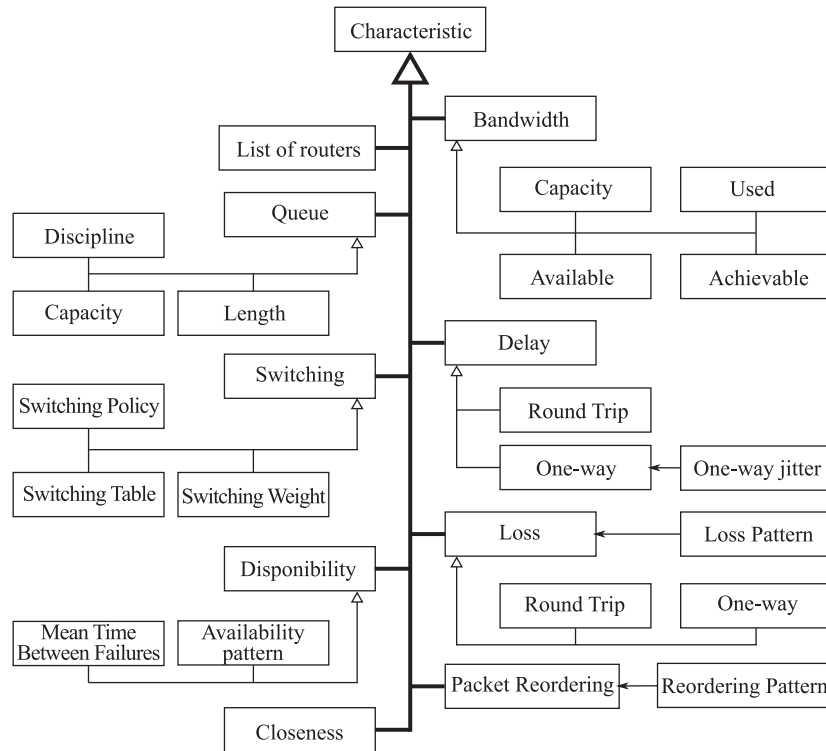 Characteristic
Bandwidth
List of routers
Capacity
Used
Queue
Discipline
Available
Achievable
Capacity
Length
Delay
Switching
Round Trip
Switching Policy
One-way
One-way jitter
Switching Table
Switching Weight
Loss
Loss Pattern
Disponibility
Round Trip
One-way
Mean Time
Between Failures
Availability
pattern
Packet Reordering
Reordering Pattern
Closeness